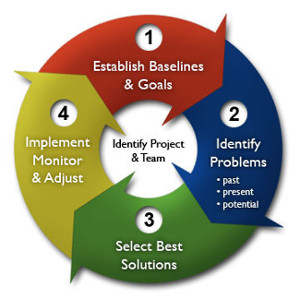 1
Establish Baselines
& Goals
2
Identify
Problems
• past
• present
• potential
3
Select Best
Solutions
4
Implement
Monitor
& Adjust
Identify Project
& Team